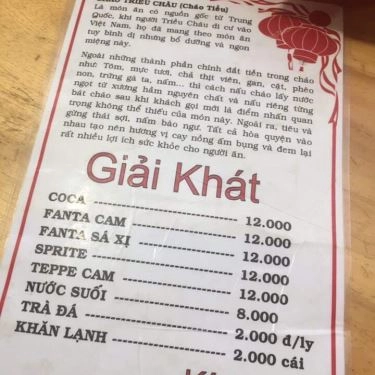 CHÁO TRIỀU CHÂU (Cháo Tiều)
Là món ăn có nguồn gốc từ Trung
Quốc, khi người Triều Châu di cư vào
Việt Nam, họ đã mang theo món ăn
tuy bình dị nhưng bổ dưỡng và ngon
miệng này.
Ngoài những thành phần chính đắt tiền trong cháo
như: Tôm, mực tươi, chả thịt viên, gan, cật, phèo
non, trứng gà ta, nấm... thì cách nấu cháo lấy nước
ngọt từ xương hầm nguyên chất và nấu riêng từng
bát cháo sau khi khách gọi mới là điểm nhấn quan
trọng không thể thiếu của món này. Ngoài ra, tiêu và
gừng thái sợi, nấm bào ngư. Tất cả hòa quyện vào
nhau tạo nên hương vị cay nồng ấm bụng và đem lại
rất nhiều lợi ích sức khỏe cho người ăn.
Giải Khát
COCA ---------------- 12.000
FANTA CAM ---------------- 12.000
FANTA SÁ XỊ ---------------- 12.000
SPRITE ---------------- 12.000
TEPPE CAM ---------------- 12.000
NƯỚC SUỐI ---------------- 8.000
TRÀ ĐÁ ---------------- 2.000 đ/ly
KHĂN LẠNH ---------------- 2.000 cái